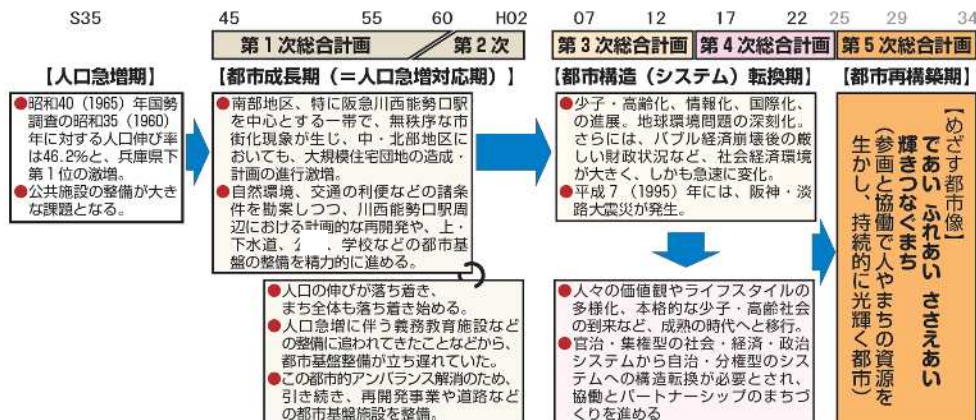 S35 45 55 60 H02 07 12 17 22 25 29 34
第1次総合計画 第2次 第3次総合計画 第4次総合計画 第5次総合計画
【人口急増期】
●昭和40（1965）年国勢
調査の昭和35（1960）
年に対する人口伸び率
は46.2％と、兵庫県下
第1位の激増。
●公共施設の整備が大き
な課題となる。
【都市成長期（＝人口急増対応期）】
●南部地区、特に阪急川西能勢口駅
を中心とする一帯で、無秩序な市
街化現象が生じ、中・北部地区に
おいても、大規模住宅団地の造成・
計画の進行激増。
●自然環境、交通の利便などの諸条
件を勘案しつつ、川西能勢口駅周
辺における計画的な再開発や、上・
下水道、 、学校などの都市基
盤の整備を精力的に進める。
●人口の伸びが落ち着き、
まち全体も落ち着き始める。
●人口急増に伴う義務教育施設など
の整備に追われてきたことなどから、
都市基盤整備が立ち遅れていた。
●この都市的アンバランス解消のため、
引き続き、再開発事業や道路など
の都市基盤施設を整備。
【都市構造（システム）転換期】
●少子・高齢化、情報化、国際化、
の進展。地球環境問題の深刻化。
さらには、バブル経済崩壊後の厳
しい財政状況など、社会経済環境
が大きく、しかも急速に変化。
●平成7（1995）年には、阪神・淡
路大震災が発生。
●人々の価値観やライフスタイルの
多様化、本格的な少子・高齢社会
の到来など、成熟の時代へと移行。
●官治・集権型の社会・経済・政治
システムから自治・分権型のシス
テムへの構造転換が必要とされ、
協働とパートナーシップのまちづ
くりを進める
【都市再構築期】
【めざす都市像】
であい ふれあい ささえあい
輝きつなぐまち
（参画と協働で人やまちの資源を
生かし、持続的に光輝く都市）